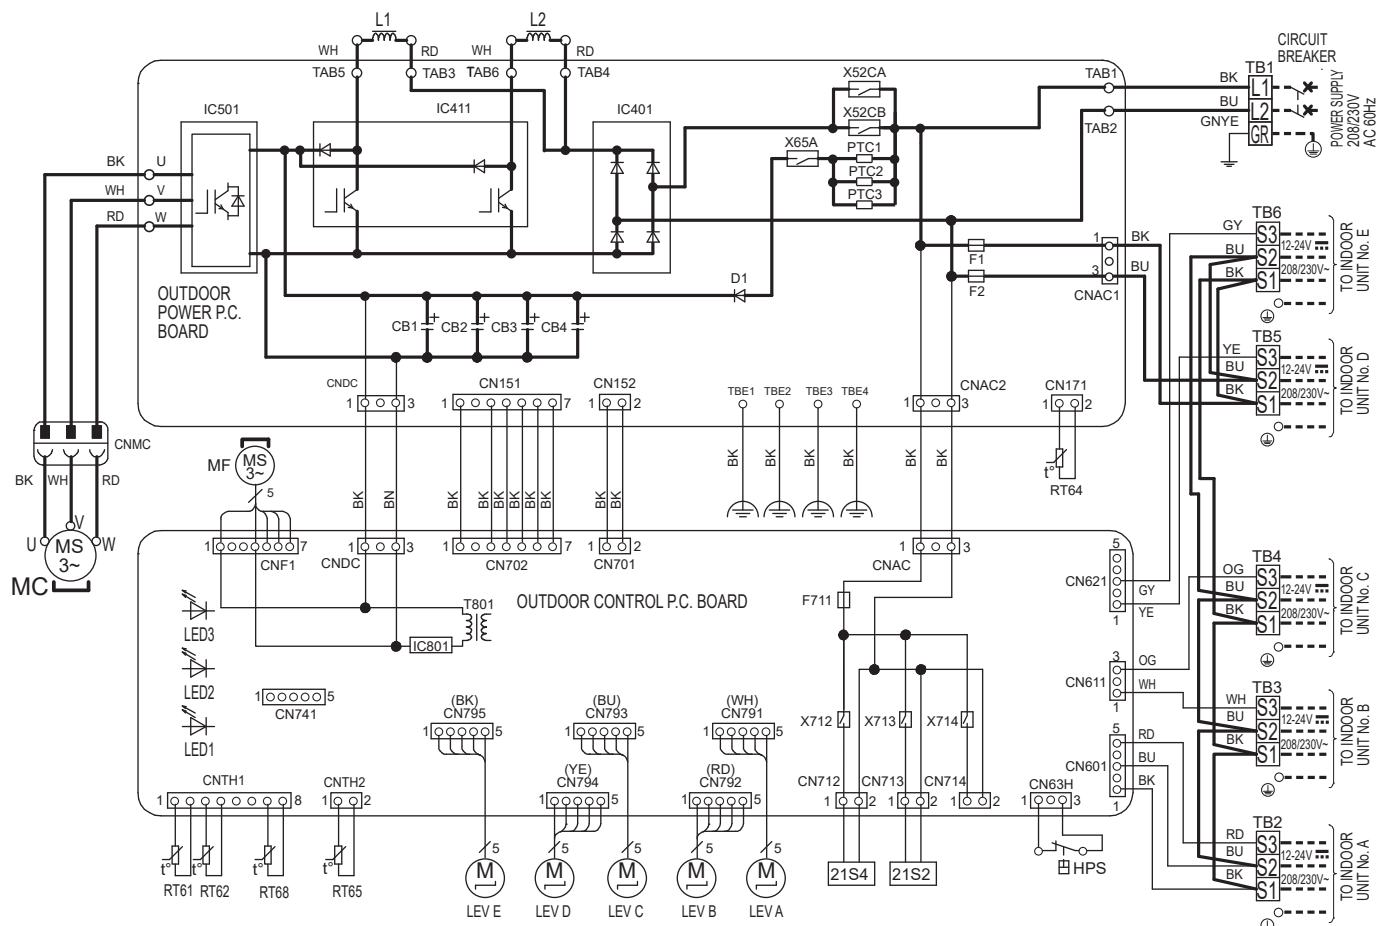 L1
L2
WH
RD
WH
RD
TAB5
TAB3
TAB6
TAB4
IC501
IC411
IC401
X52CA
X52CB
X65A
PTC1
PTC2
PTC3
TAB1
TAB2
BK
BU
GNYE
TB1
L1
L2
GR
CIRCUIT
BREAKER
POWER SUPPLY
208/230V
AC 60Hz
BK
U
WH
V
RD
W
OUTDOOR
POWER P.C.
BOARD
D1
CB1
+
CB2
+
CB3
+
CB4
+
F1
F2
1
3
CNAC1
BK
BU
CNDC
1
3
CN151
1
7
CN152
1
2
TBE1
TBE2
TBE3
TBE4
CNAC2
1
3
CN171
1
2
t°
RT64
TB6
GY
S3
BU
S2
BK
S1
12-24V
208/230V~
TO INDOOR
UNIT No. E
TB5
YE
S3
BU
S2
BK
S1
12-24V
208/230V~
TO INDOOR
UNIT No. D
CNMC
BK
WH
RD
U
V
W
MS
3~
MC
MF
MS
3~
5
BK
BN
BK
BK
BK
BK
BK
BK
BK
BK
BK
BK
BK
BK
BK
BK
1
7
CNF1
1
3
CNDC
1
7
CN702
1
2
CN701
1
3
CNAC
T801
IC801
OUTDOOR CONTROL P.C. BOARD
F711
LED3
LED2
LED1
1
5
CN741
5
CN621
1
GY
YE
3
CN611
1
OG
WH
5
CN601
1
RD
BU
BK
TB4
OG
S3
BU
S2
BK
S1
12-24V
208/230V~
TO INDOOR
UNIT No. C
TB3
WH
S3
BU
S2
BK
S1
12-24V
208/230V~
TO INDOOR
UNIT No. B
TB2
RD
S3
BU
S2
BK
S1
12-24V
208/230V~
TO INDOOR
UNIT No. A
(BK)
CN795
1
5
(BU)
CN793
1
5
(WH)
CN791
1
5
(YE)
CN794
1
5
(RD)
CN792
1
5
X712
X713
X714
CN712
1
2
CN713
1
2
CN714
1
2
CN63H
1
3
HPS
21S4
21S2
CNTH1
1
8
CNTH2
1
2
t°
RT61
t°
RT62
t°
RT68
t°
RT65
5
M
LEV E
5
M
LEV D
5
M
LEV C
5
M
LEV B
5
M
LEV A